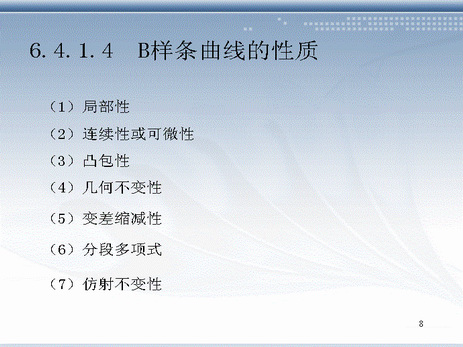 6.4.1.4 B样条曲线的性质
（1）局部性
（2）连续性或可微性
（3）凸包性
（4）几何不变性
（5）变差缩减性
（6）分段多项式
（7）仿射不变性
8